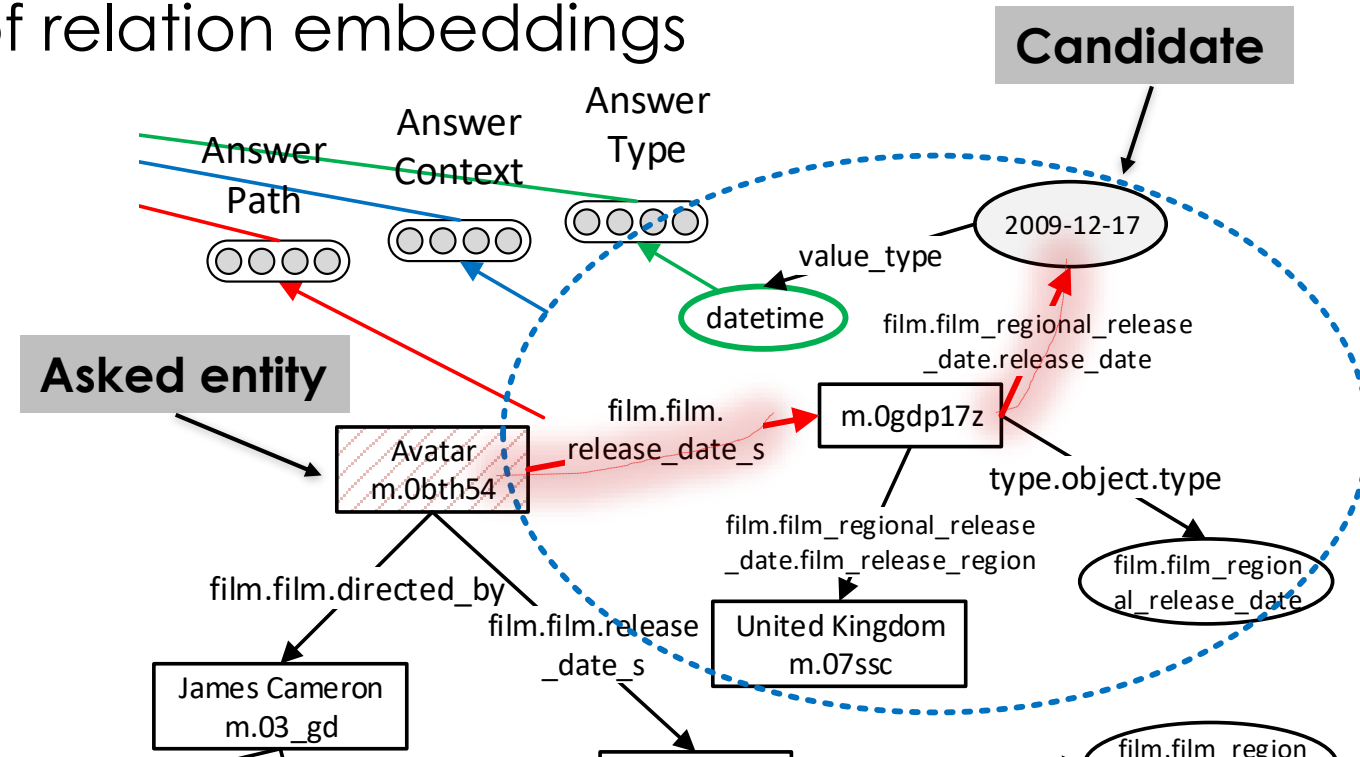 of relation embeddings
Candidate
Answer
Type
Answer
Context
Answer
Path
2009-12-17
value_type
datetime
film.film_regional_release
_date.release_date
Asked entity
film.film.
release_date_s
m.0gdp17z
Avatar
m.0bth54
type.object.type
film.film_regional_release
_date.film_release_region
film.film_region
al_release_date
film.film.directed_by
film.film.release
_date_s
United Kingdom
m.07ssc
James Cameron
m.03_gd
film.film_region